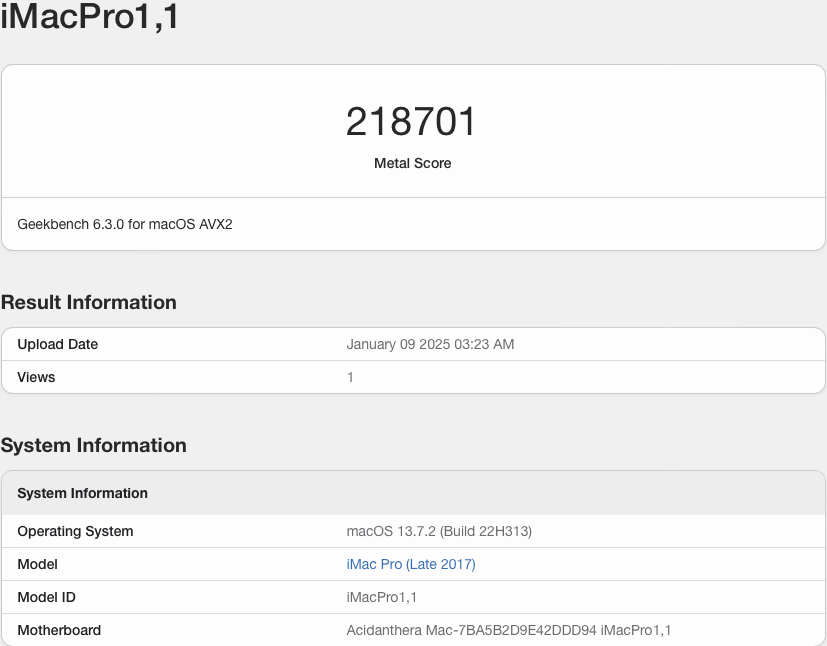 iMacPro1,1
218701
Metal Score
Geekbench 6.3.0 for macOS AVX2
Result Information
Upload Date January 09 2025 03:23 AM
Views 1
System Information
System Information
Operating System macOS 13.7.2 (Build 22H313)
Model iMac Pro (Late 2017)
Model ID iMacPro1,1
Motherboard Acidanthera Mac-7BA5B2D9E42DDD94 iMacPro1,1